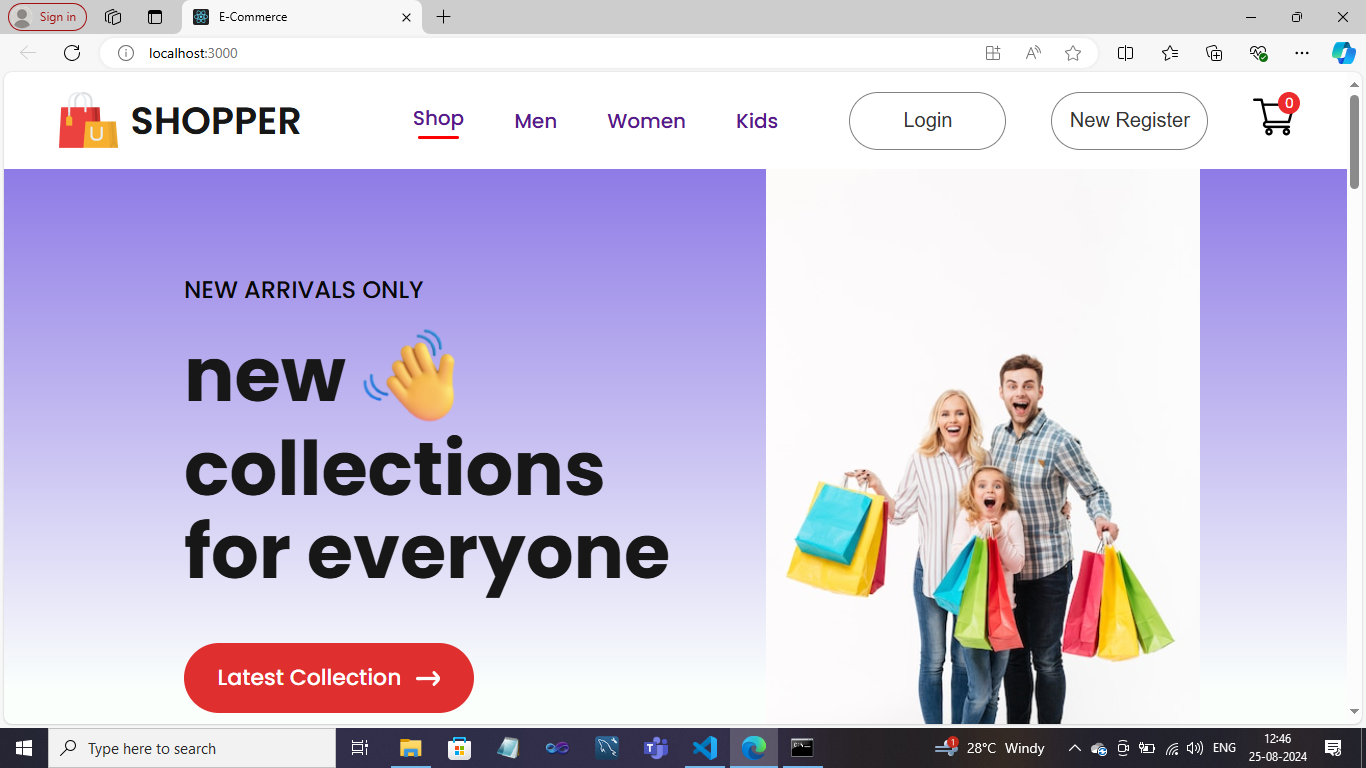 Sign in
E-Commerce
localhost:3000
SHOPPER
Shop
Men
Women
Kids
Login
New Register
0
NEW ARRIVALS ONLY
new
collections
for everyone
Latest Collection
U
Type here to search
1
28°C Windy
ENG
12:46
25-08-2024